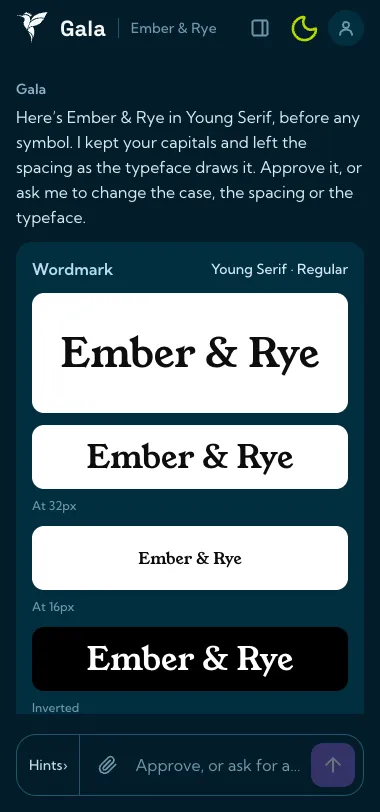 Gala
Ember & Rye
Gala
Here’s Ember & Rye in Young Serif, before any
symbol. I kept your capitals and left the
spacing as the typeface draws it. Approve it, or
ask me to change the case, the spacing or the
typeface.
Wordmark
Young Serif · Regular
Ember & Rye
Ember & Rye
At 32px
Ember & Rye
At 16px
Ember & Rye
Inverted
Hints›
Approve, or ask for a...